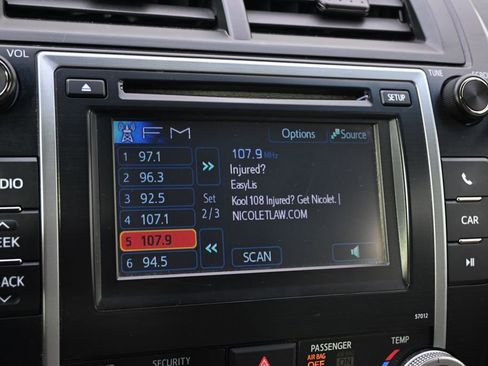 VOL
TUNE
SETUP
FM
Options
Source
1 97.1
2 96.3
3 92.5
4 107.1
5 107.9
6 94.5
>>
Set
2/3
<<
107.9 MHz
Injured?
EasyLis
Kool 108 Injured? Get Nicolet. |
NICOLETLAW.COM
SCAN
CAR
57012
SECURITY
PASSENGER
AIR BAG OFF
ON
TEMP